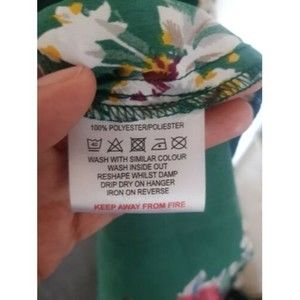 100% POLYESTER/POLIESTER
WASH WITH SIMILAR COLOUR
WASH INSIDE OUT
RESHAPE WHILST DAMP
DRIP DRY ON HANGER
IRON ON REVERSE
KEEP AWAY FROM FIRE